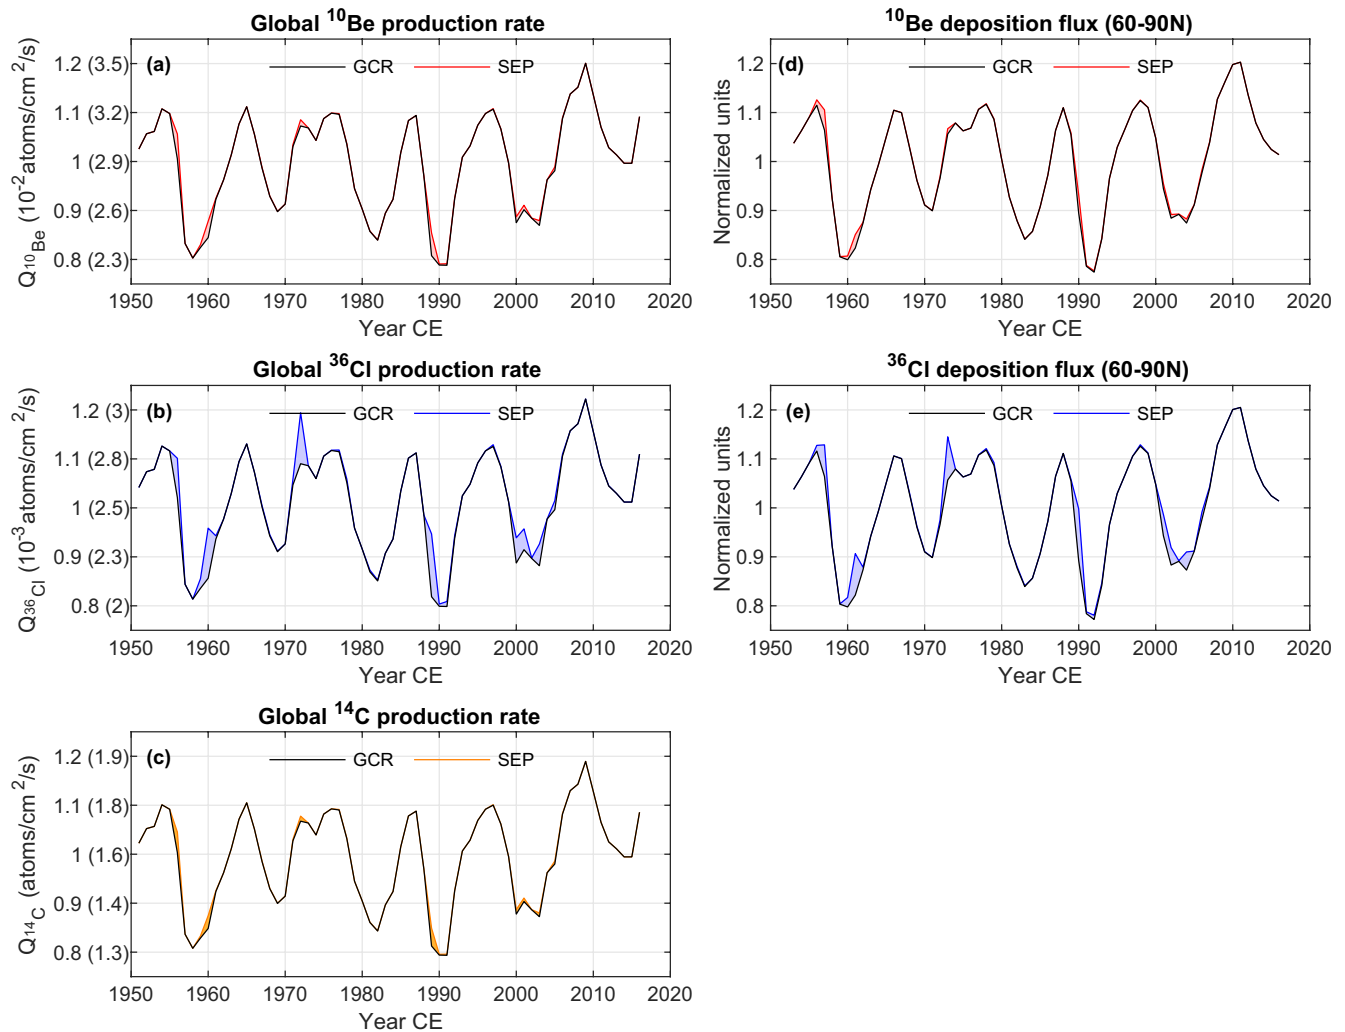 Global ¹⁰Be production rate
(a)
GCR
SEP
Q₁₀Be (10⁻² atoms/cm²/s)
1.2 (3.5)
1.1 (3.2)
1 (2.9)
0.9 (2.6)
0.8 (2.3)
1950 1960 1970 1980 1990 2000 2010 2020
Year CE
¹⁰Be deposition flux (60-90N)
(d)
GCR
SEP
Normalized units
1.2
1.1
1
0.9
0.8
1950 1960 1970 1980 1990 2000 2010 2020
Year CE
Global ³⁶Cl production rate
(b)
GCR
SEP
Q₃₆Cl (10⁻³ atoms/cm²/s)
1.2 (3)
1.1 (2.8)
1 (2.5)
0.9 (2.3)
0.8 (2)
1950 1960 1970 1980 1990 2000 2010 2020
Year CE
³⁶Cl deposition flux (60-90N)
(e)
GCR
SEP
Normalized units
1.2
1.1
1
0.9
0.8
1950 1960 1970 1980 1990 2000 2010 2020
Year CE
Global ¹⁴C production rate
(c)
GCR
SEP
Q₁₄C (atoms/cm²/s)
1.2 (1.9)
1.1 (1.8)
1 (1.6)
0.9 (1.4)
0.8 (1.3)
1950 1960 1970 1980 1990 2000 2010 2020
Year CE